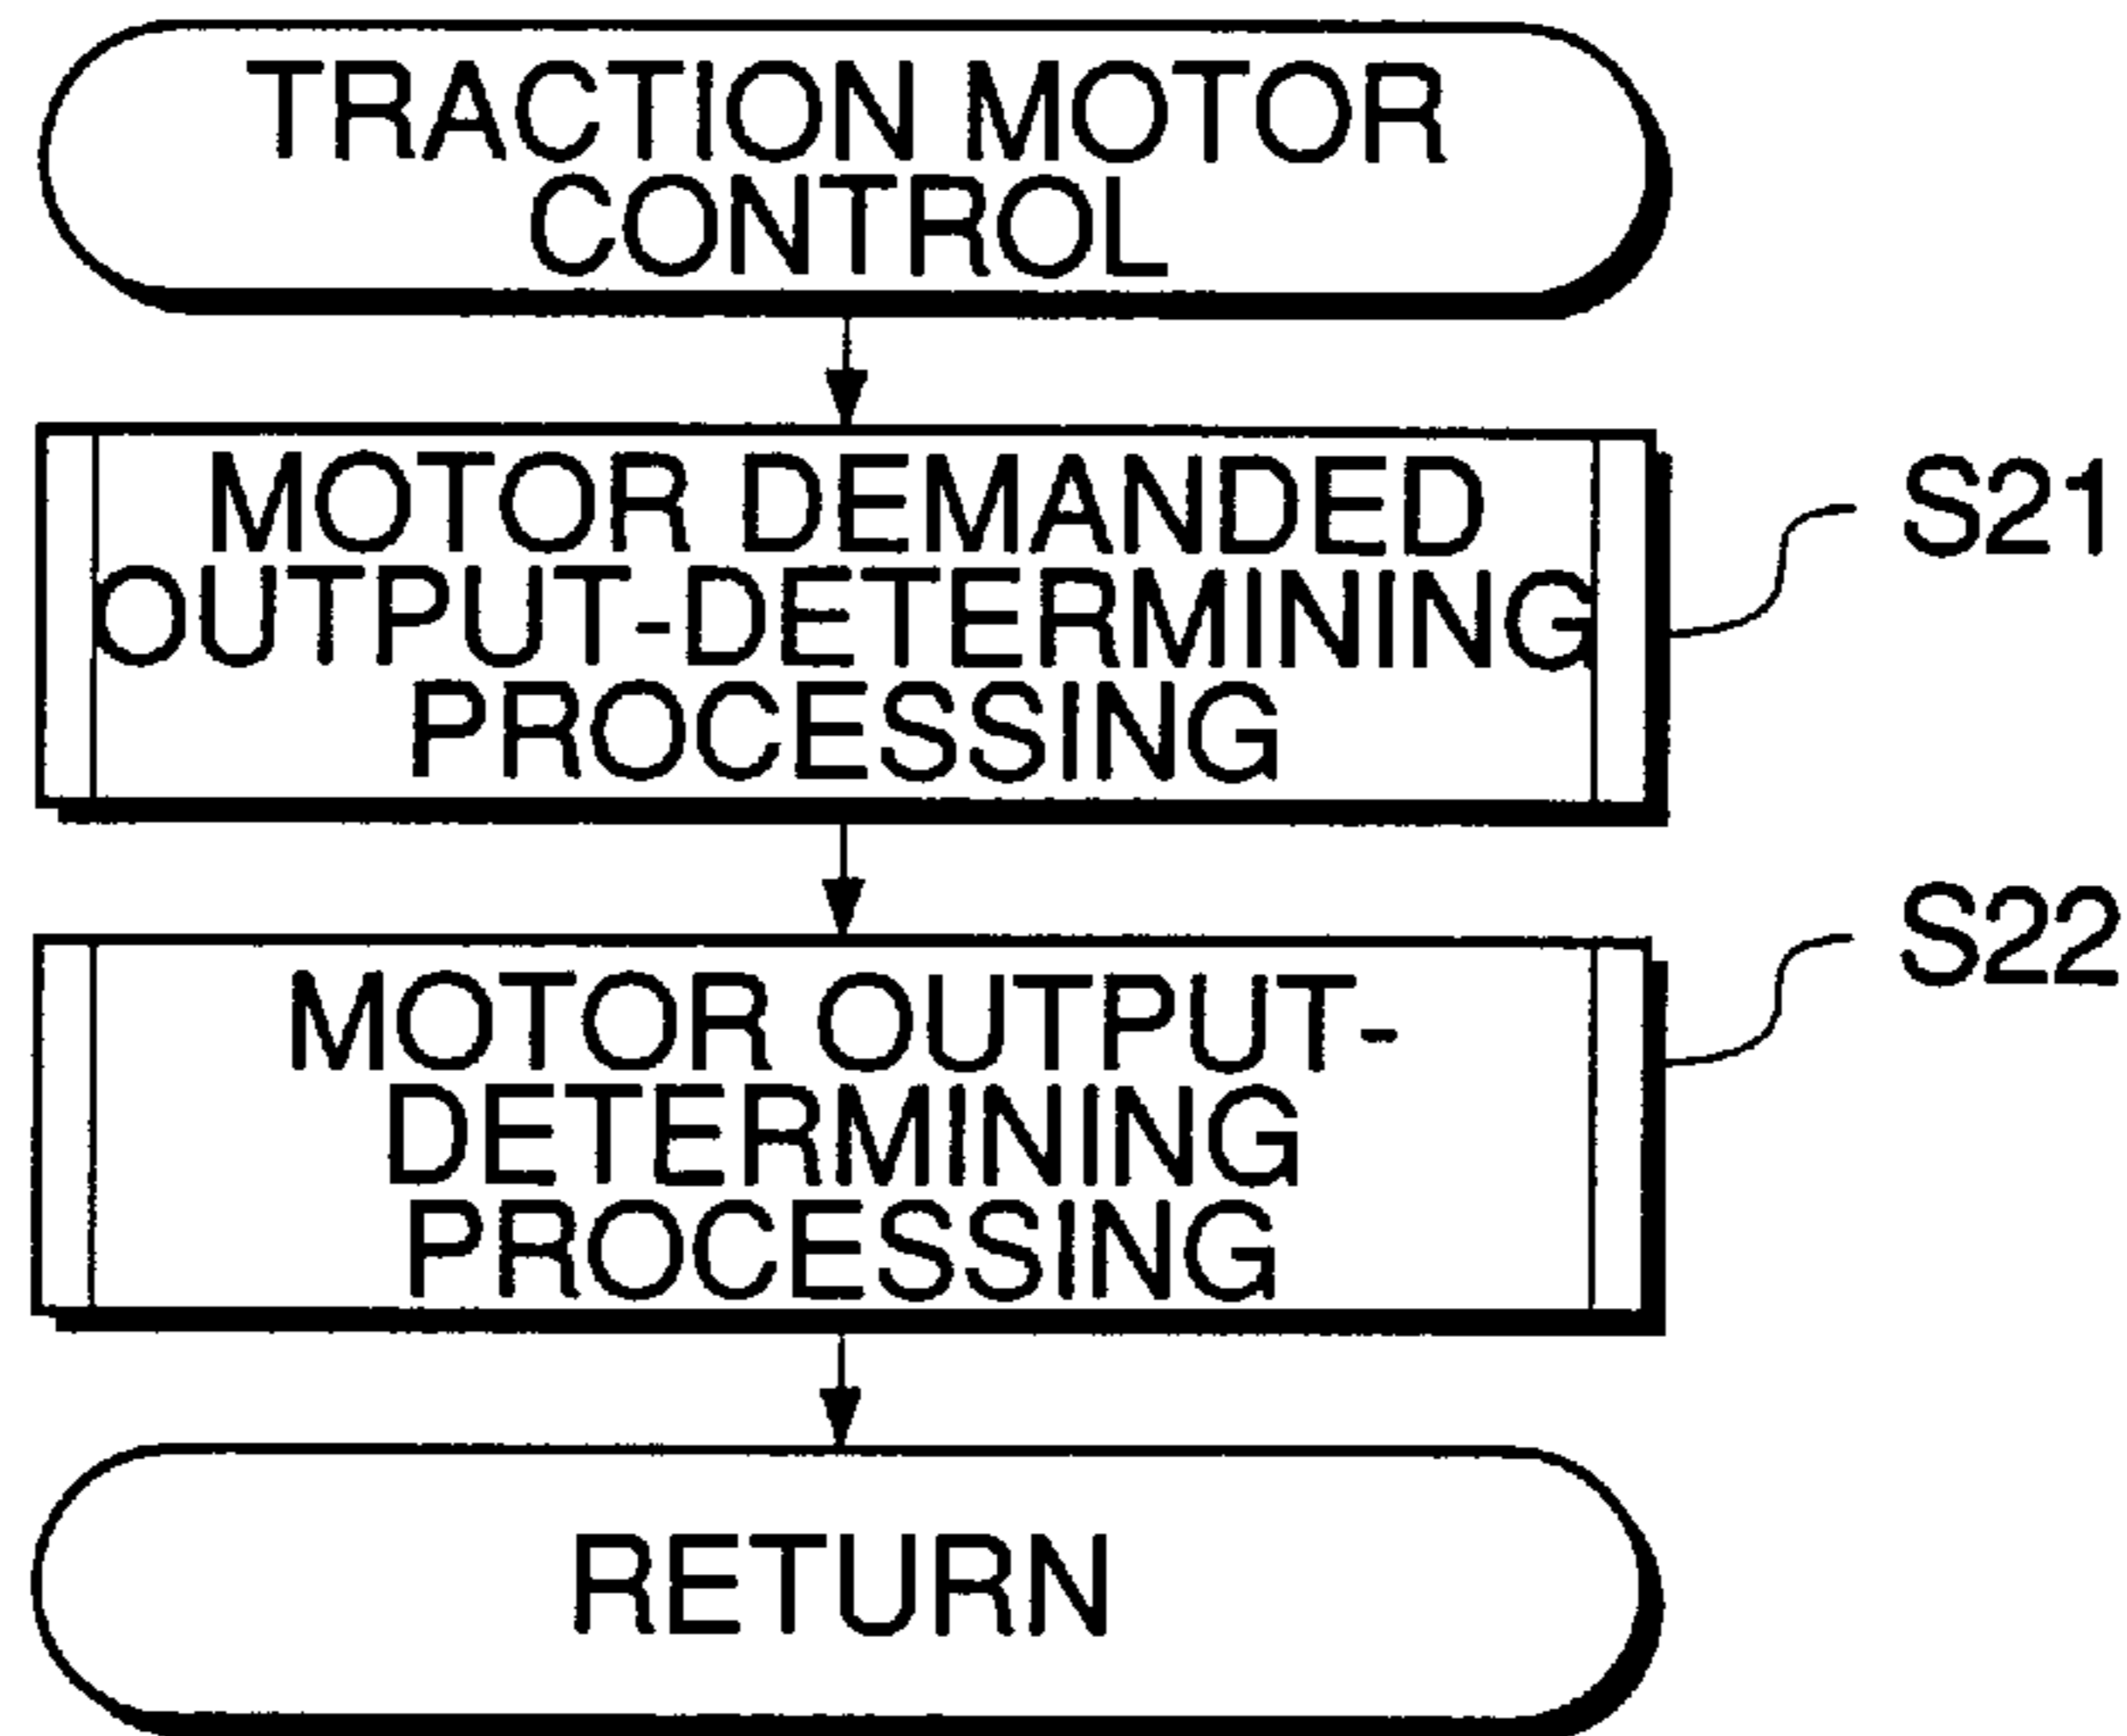 TRACTION MOTOR
CONTROL
MOTOR DEMANDED
OUTPUT-DETERMINING
PROCESSING
S21
MOTOR OUTPUT-
DETERMINING
PROCESSING
S22
RETURN